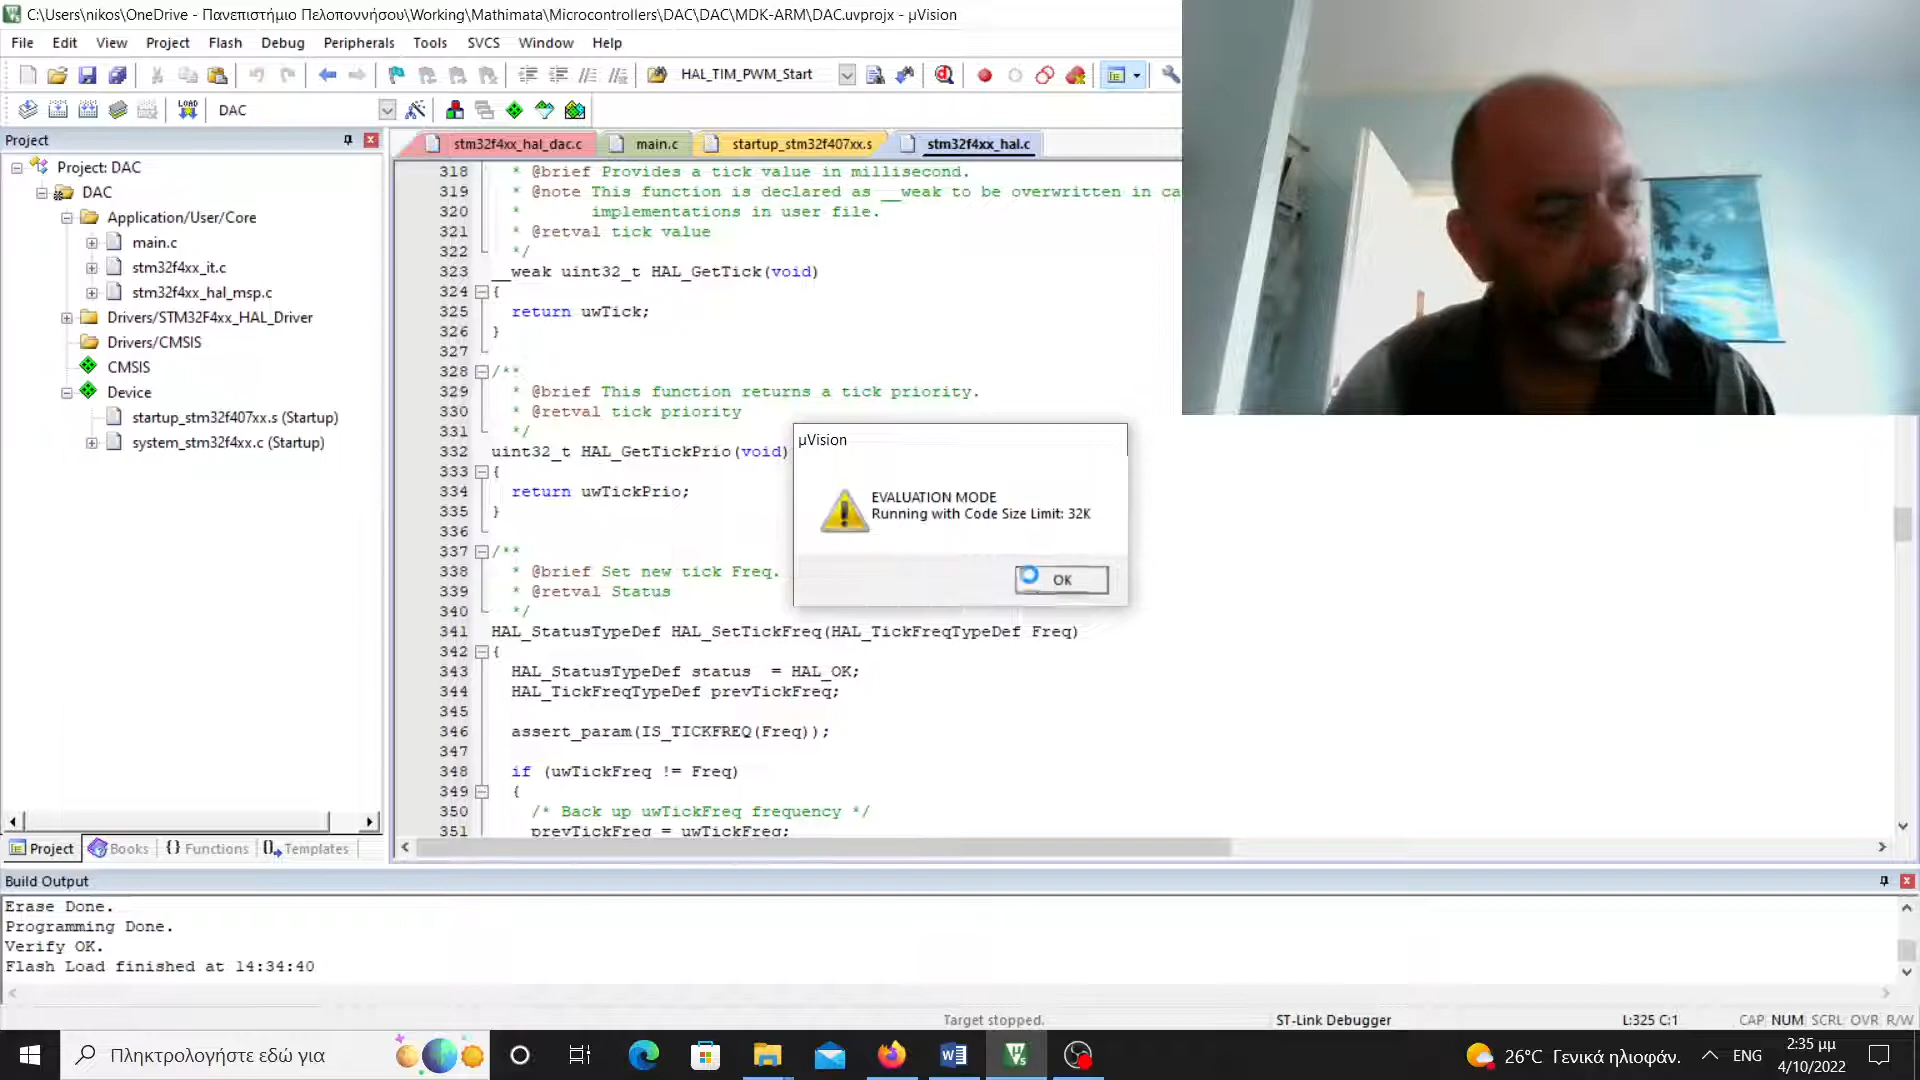 C:\Users\nikos\OneDrive - Πανεπιστήμιο Πελοποννήσου\Working\Mathimata\Microcontrollers\DAC\DAC\MDK-ARM\DAC.uvprojx - µVision
File Edit View Project Flash Debug Peripherals Tools SVCS Window Help
HAL_TIM_PWM_Start
LOAD DAC
Project
Project: DAC
DAC
Application/User/Core
main.c
stm32f4xx_it.c
stm32f4xx_hal_msp.c
Drivers/STM32F4xx_HAL_Driver
Drivers/CMSIS
CMSIS
Device
startup_stm32f407xx.s (Startup)
system_stm32f4xx.c (Startup)
Project Books {} Functions Templates
stm32f4xx_hal_dac.c main.c startup_stm32f407xx.s stm32f4xx_hal.c
318 * @brief Provides a tick value in millisecond.
319 * @note This function is declared as __weak to be overwritten in ca
320 * implementations in user file.
321 * @retval tick value
322 */
323 __weak uint32_t HAL_GetTick(void)
324 {
325 return uwTick;
326 }
327
328 /**
329 * @brief This function returns a tick priority.
330 * @retval tick priority
331 */
332 uint32_t HAL_GetTickPrio(void)
333 {
334 return uwTickPrio;
335 }
336
337 /**
338 * @brief Set new tick Freq.
339 * @retval Status
340 */
341 HAL_StatusTypeDef HAL_SetTickFreq(HAL_TickFreqTypeDef Freq)
342 {
343 HAL_StatusTypeDef status = HAL_OK;
344 HAL_TickFreqTypeDef prevTickFreq;
345
346 assert_param(IS_TICKFREQ(Freq));
347
348 if (uwTickFreq != Freq)
349 {
350 /* Back up uwTickFreq frequency */
351 prevTickFreq = uwTickFreq;
µVision
EVALUATION MODE
Running with Code Size Limit: 32K
OK
Build Output
Erase Done.
Programming Done.
Verify OK.
Flash Load finished at 14:34:40
Target stopped. ST-Link Debugger L:325 C:1 CAP NUM SCRL OVR R/W
Πληκτρολογήστε εδώ για
26°C Γενικά ηλιοφάν. ENG
2:35 μμ
4/10/2022